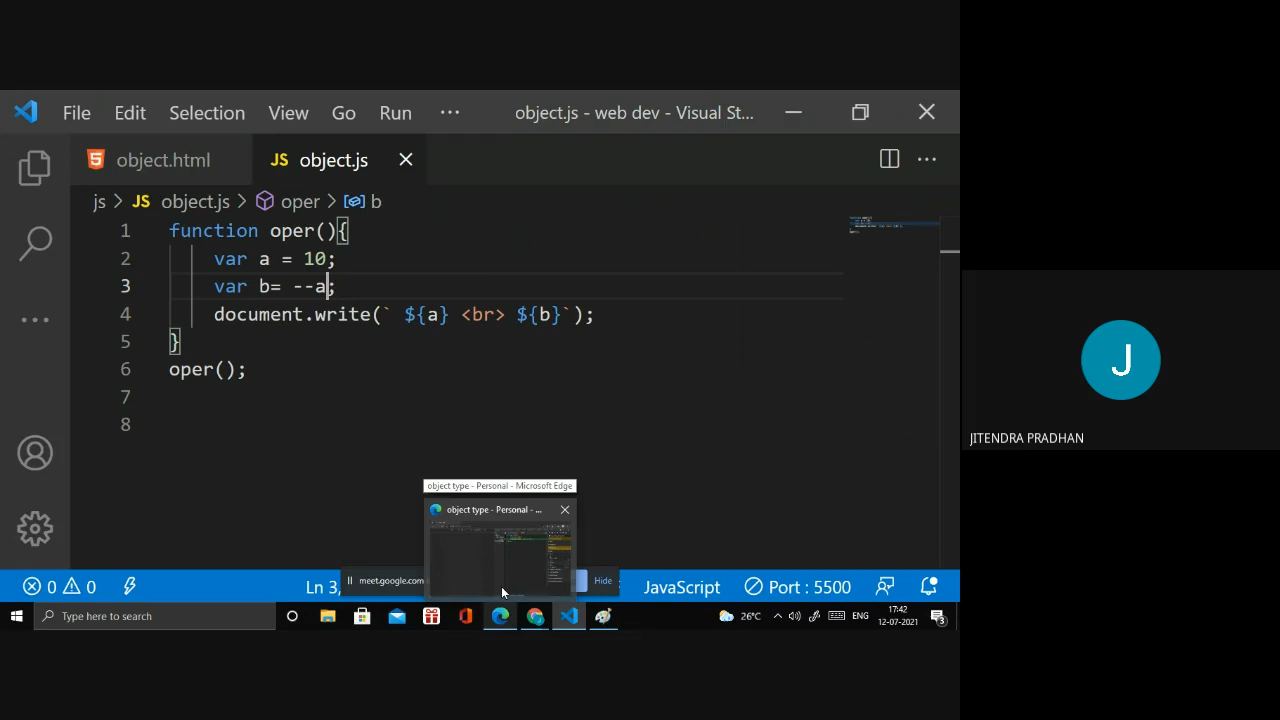 File Edit Selection View Go Run ··· object.js - web dev - Visual St...
object.html JS object.js
js > JS object.js > oper > b
1 function oper(){
2 var a = 10;
3 var b= --a;
4 document.write(` ${a} <br> ${b}`);
5 }
6 oper();
7
8
J
JITENDRA PRADHAN
object type - Personal - Microsoft Edge
object type - Personal - ...
0 0 Ln 3, meet.google.com Hide JavaScript Port : 5500
Type here to search 26°C ENG 17:42
12-07-2021
3